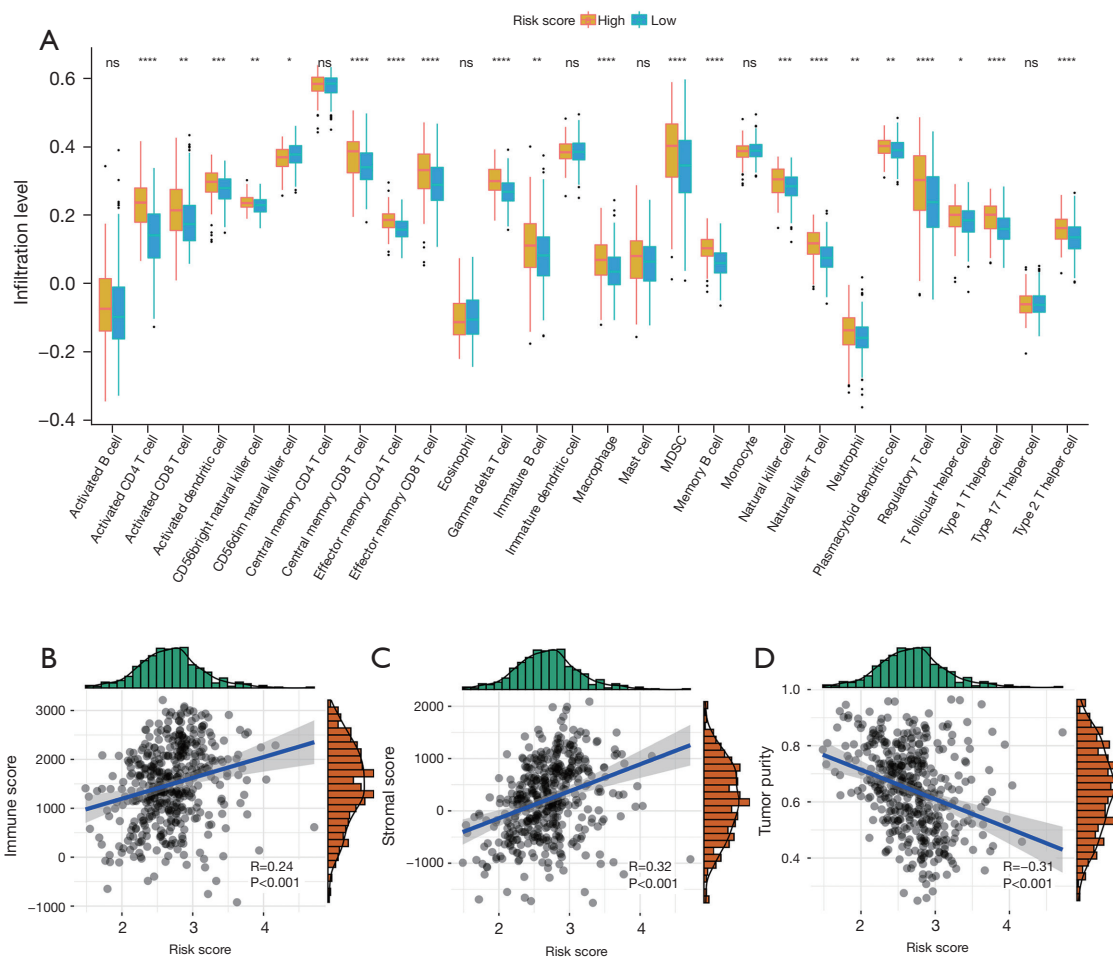 Risk score High Low
A
ns **** ** *** ** * ns **** **** **** ns **** ** ns **** ns **** **** ns *** **** ** ** **** * **** ns ****
Infiltration level
0.6
0.4
0.2
0.0
−0.2
−0.4
Activated B cell
Activated CD4 T cell
Activated CD8 T cell
Activated dendritic cell
CD56bright natural killer cell
CD56dim natural killer cell
Central memory CD4 T cell
Central memory CD8 T cell
Effector memory CD4 T cell
Effector memory CD8 T cell
Eosinophil
Gamma delta T cell
Immature B cell
Immature dendritic cell
Macrophage
Mast cell
MDSC
Memory B cell
Monocyte
Natural killer cell
Natural killer T cell
Neutrophil
Plasmacytoid dendritic cell
Regulatory T cell
T follicular helper cell
Type 1 T helper cell
Type 17 T helper cell
Type 2 T helper cell
B
Immune score
3000
2000
1000
0
−1000
R=0.24
P<0.001
2 3 4
Risk score
C
Stromal score
2000
1000
0
−1000
R=0.32
P<0.001
2 3 4
Risk score
D
Tumor purity
1.0
0.8
0.6
0.4
R=−0.31
P<0.001
2 3 4
Risk score